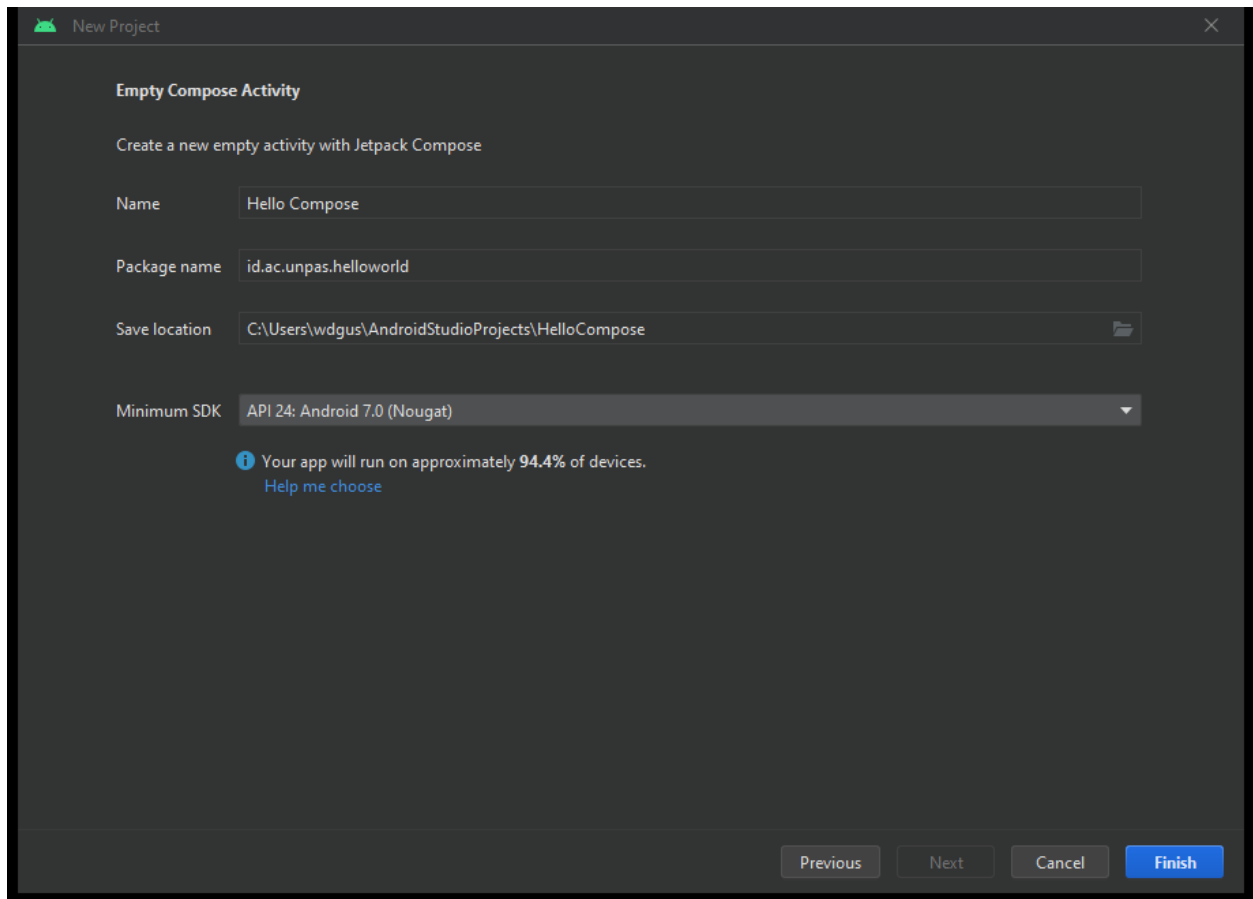 New Project
Empty Compose Activity
Create a new empty activity with Jetpack Compose
Name Hello Compose
Package name id.ac.unpas.helloworld
Save location C:\Users\wdgus\AndroidStudioProjects\HelloCompose
Minimum SDK API 24: Android 7.0 (Nougat)
Your app will run on approximately 94.4% of devices.
Help me choose
Previous Next Cancel Finish